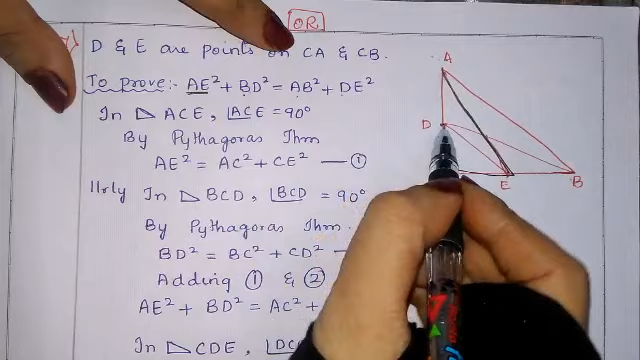 OR
D & E are points on CA & CB.
To prove:- AE² + BD² = AB² + DE²
In ⊿ ACE, ∠ACE = 90°
By Pythagoras Thm
AE² = AC² + CE² — ①
lllrly In ⊿ BCD, ∠BCD = 90°
By Pythagoras Thm.
BD² = BC² + CD² —
Adding ① & ②
AE² + BD² = AC² +
In ⊿ CDE, ∠DC
A
D
E
B